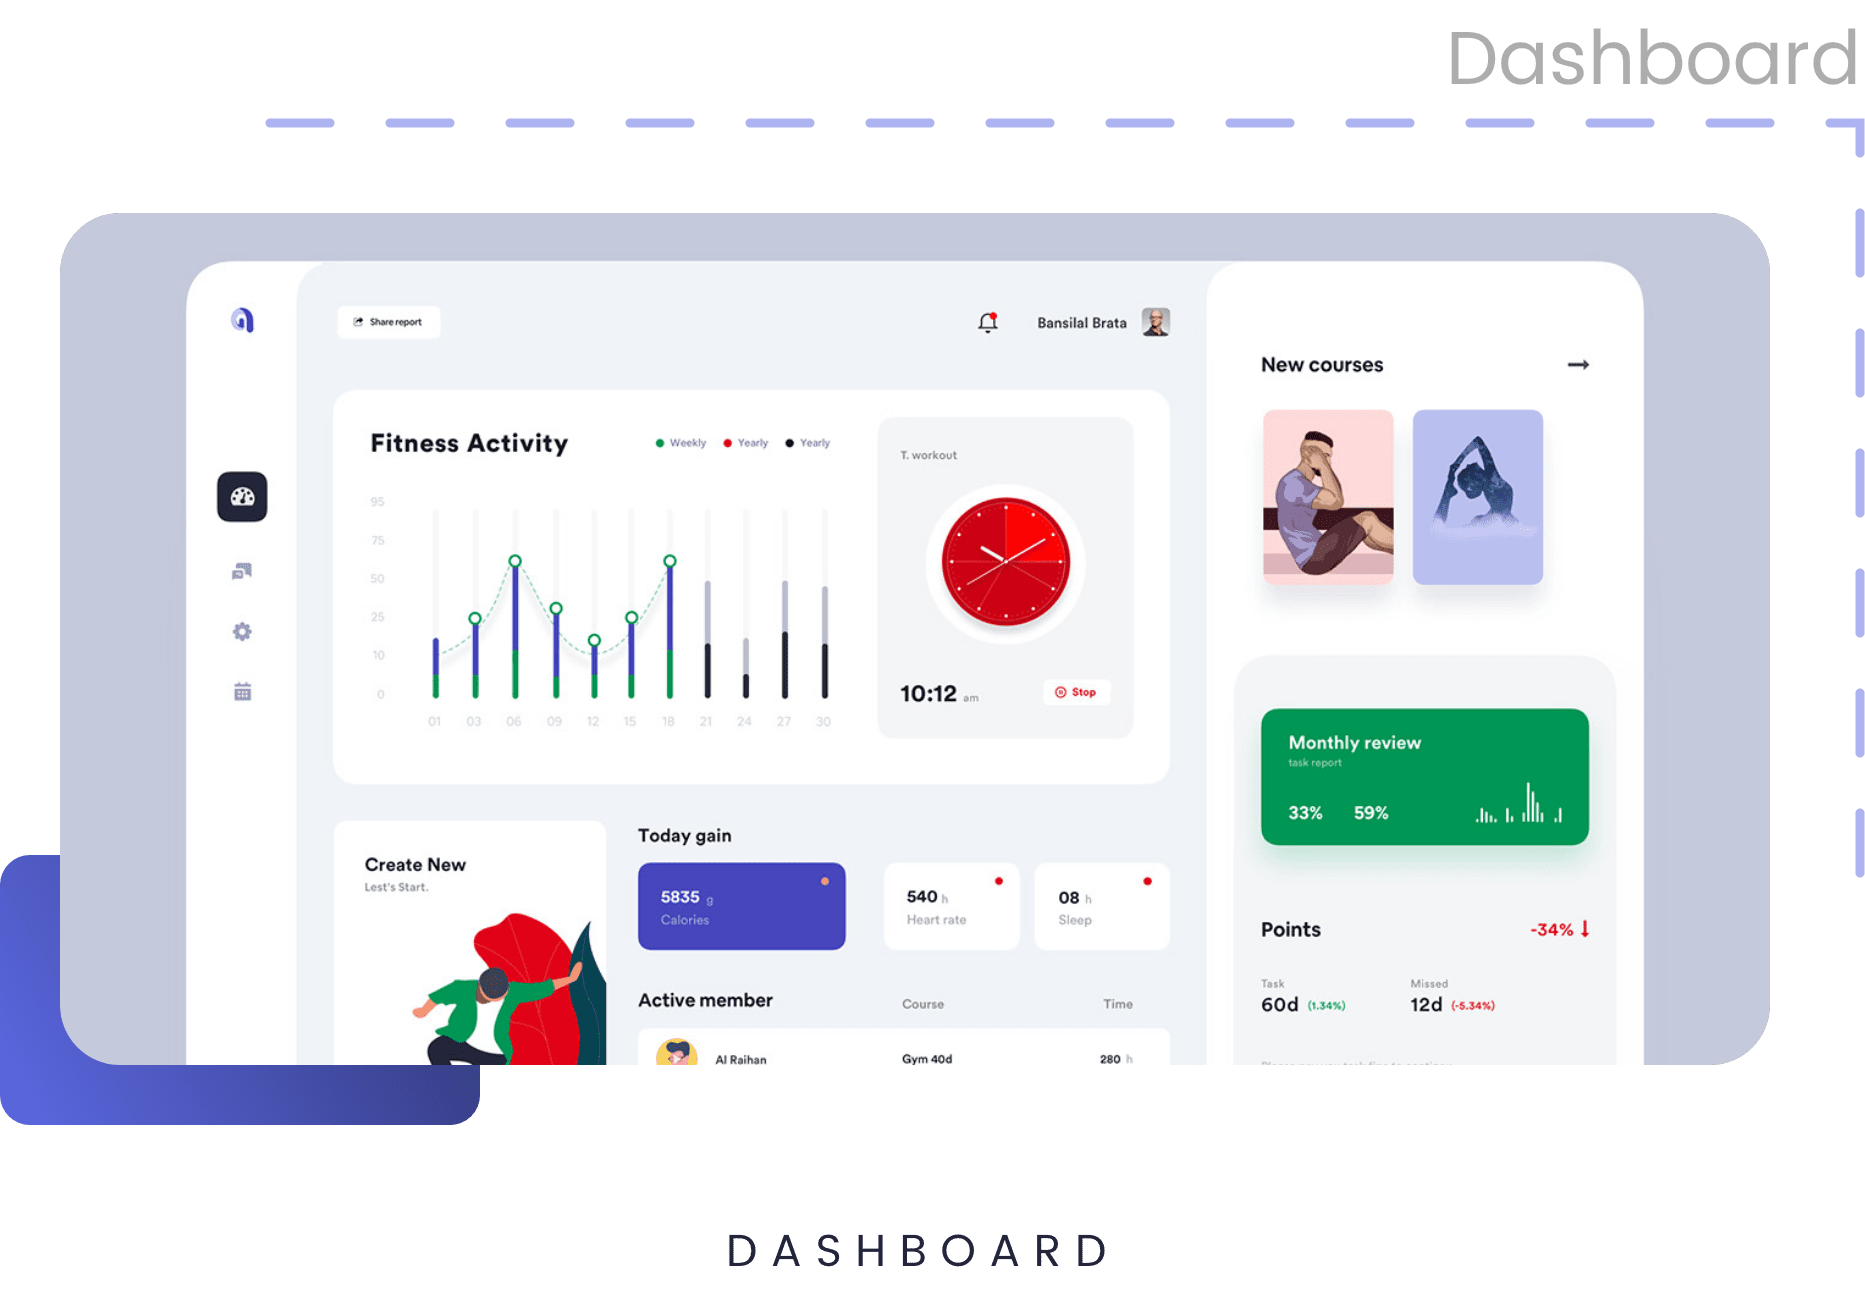 Dashboard
Share report
Bansilal Brata
New courses
Fitness Activity
Weekly Yearly Yearly
T. workout
95
75
50
25
10
0
01 03 06 09 12 15 18 21 24 27 30
10:12 am
Stop
Monthly review
task report
33% 59%
Create New
Lest's Start.
Today gain
5835 g
Calories
540 h
Heart rate
08 h
Sleep
Points
-34%
Task
60d (1.34%)
Missed
12d (-5.34%)
Active member Course Time
Al Raihan Gym 40d 280 h
DASHBOARD